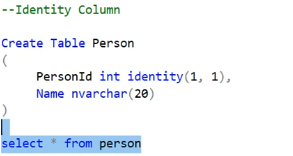 --Identity Column
Create Table Person
(
PersonId int identity(1, 1),
Name nvarchar(20)
)
select * from person